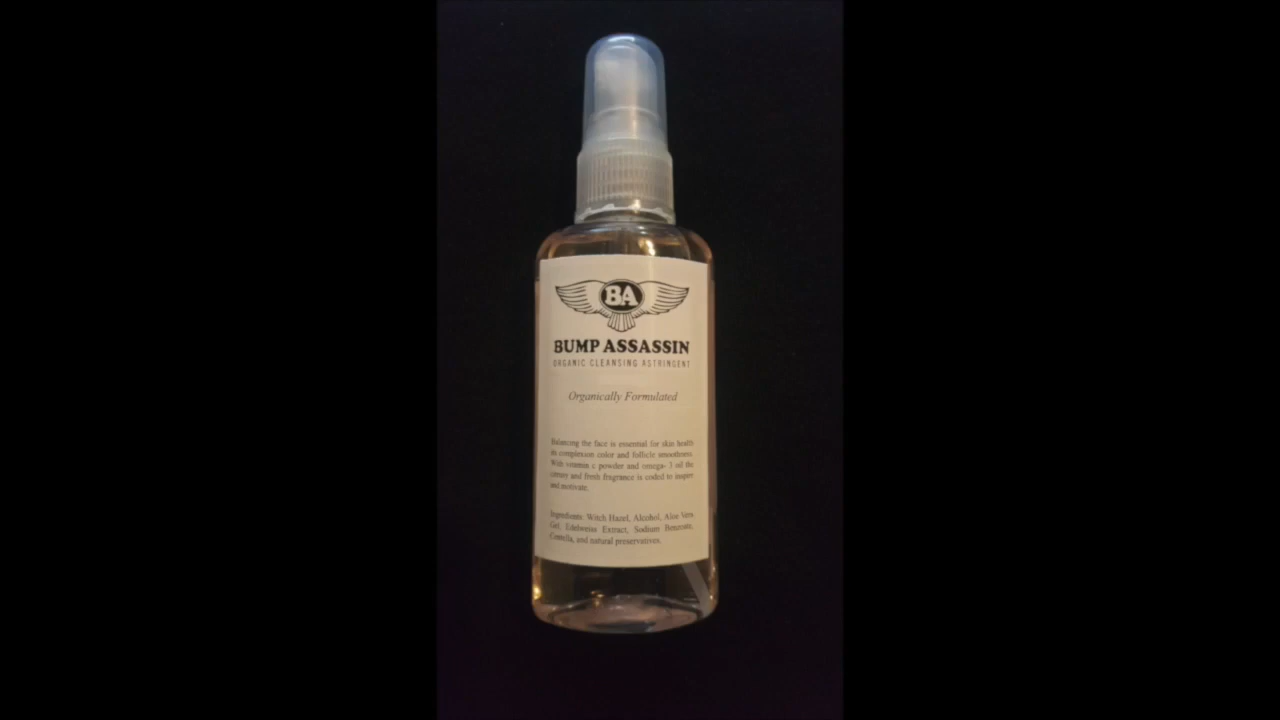 BA
BUMP ASSASSIN
ORGANIC CLEANSING ASTRINGENT
Organically Formulated
Balancing the face is essential for skin health
in complexion color and follicle smoothness.
With vitamin c powder and omega- 3 oil the
and fresh fragrance is coded to inspire
and motivate.
Ingredients: Witch Hazel, Alcohol, Aloe Vera
Gel, Edelweiss Extract, Sodium Benzoate,
Centella, and natural preservatives.